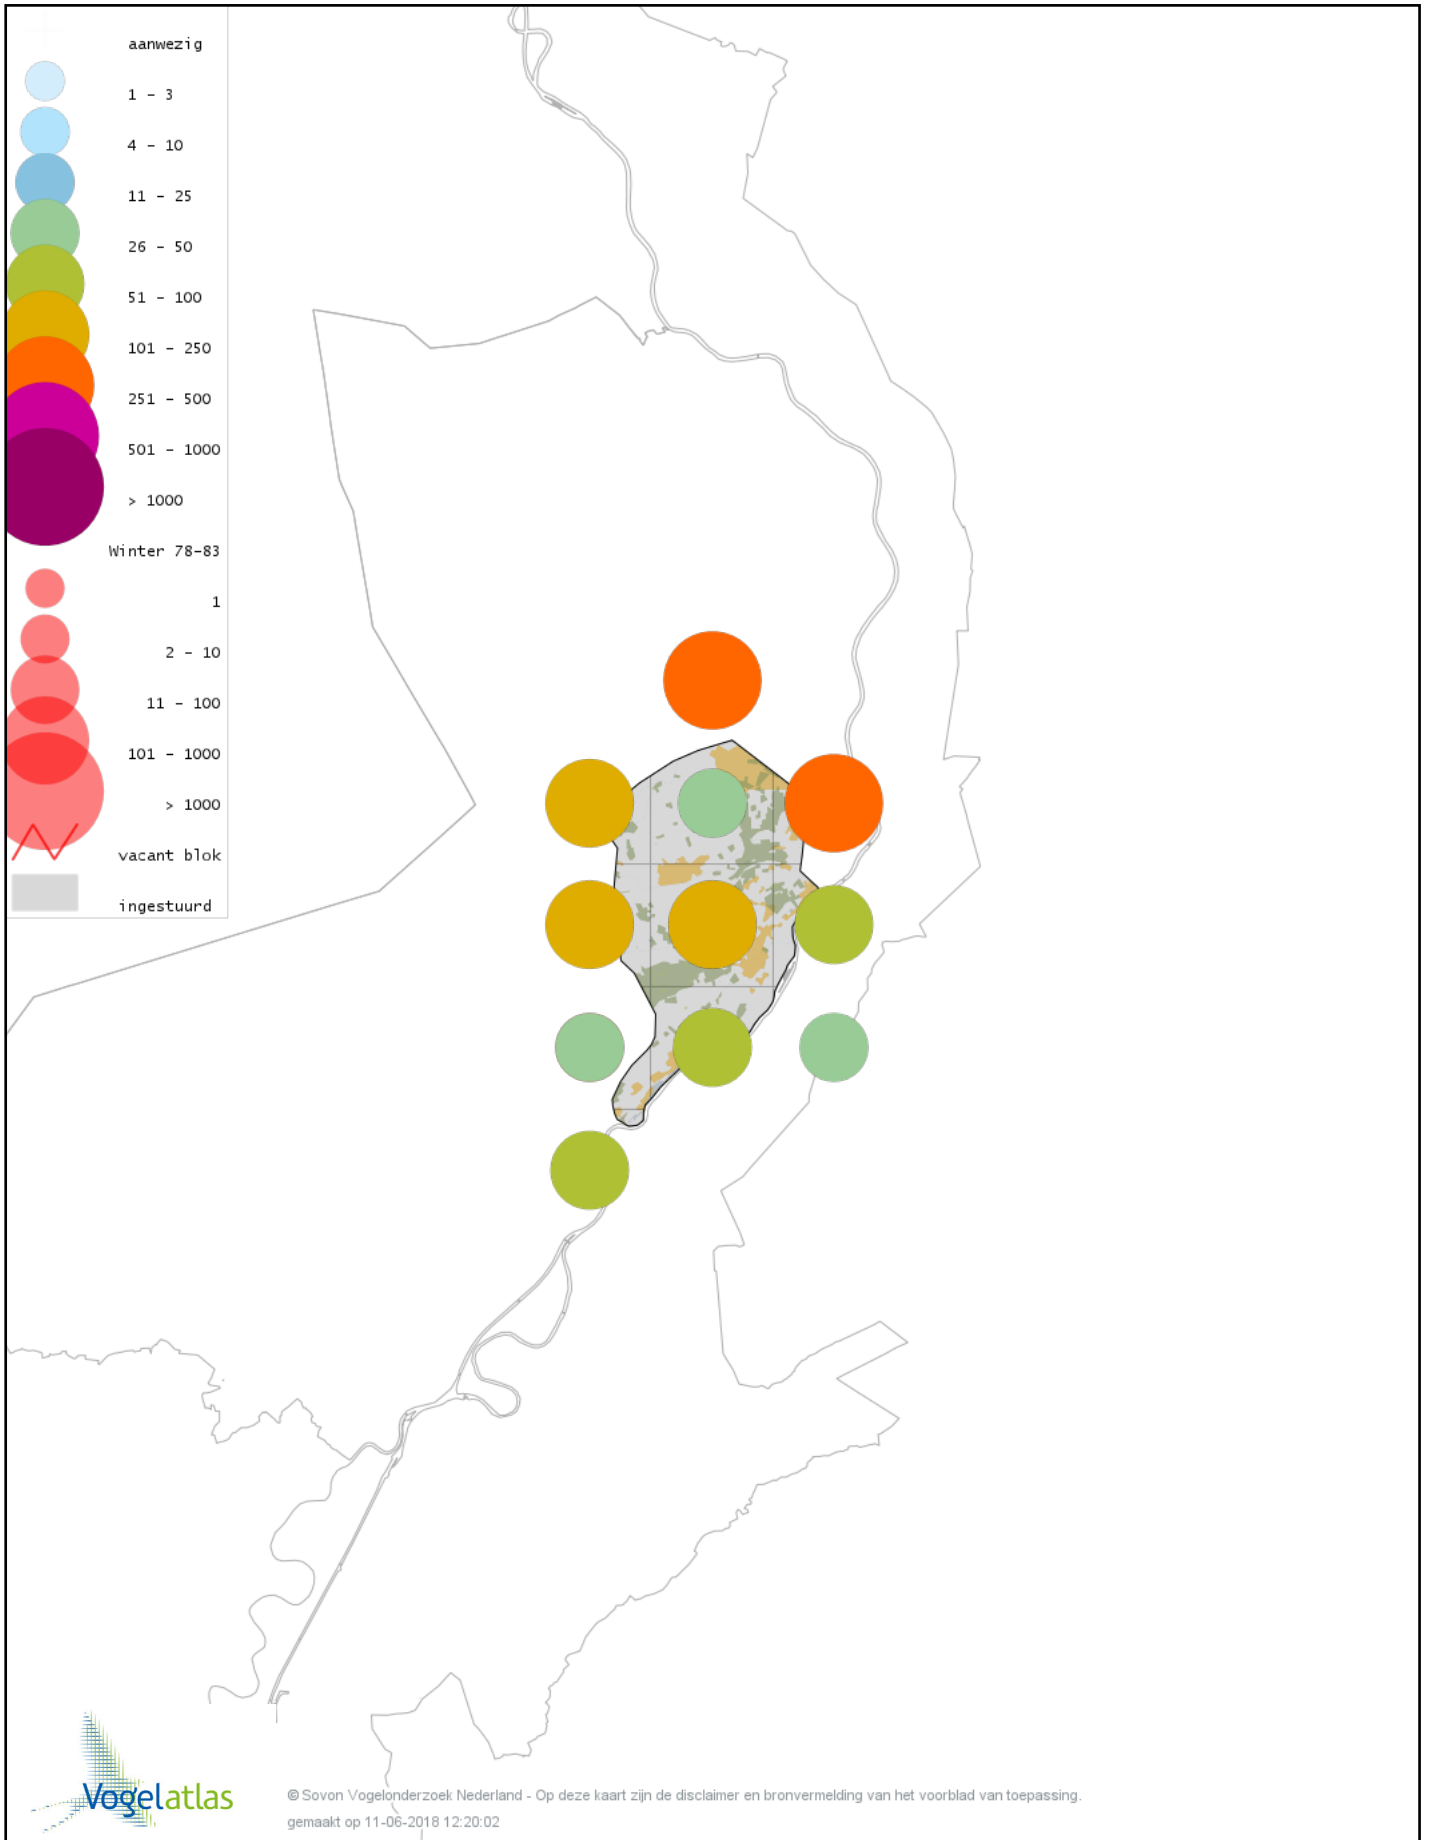 aanwezig
1 - 3
4 - 10
11 - 25
26 - 50
51 - 100
101 - 250
251 - 500
501 - 1000
> 1000
Winter 78-83
1
2 - 10
11 - 100
101 - 1000
> 1000
vacant blok
ingestuurd
Vogelatlas
© Sovon Vogelonderzoek Nederland - Op deze kaart zijn de disclaimer en bronvermelding van het voorblad van toepassing.
gemaakt op 11-06-2018 12:20:02